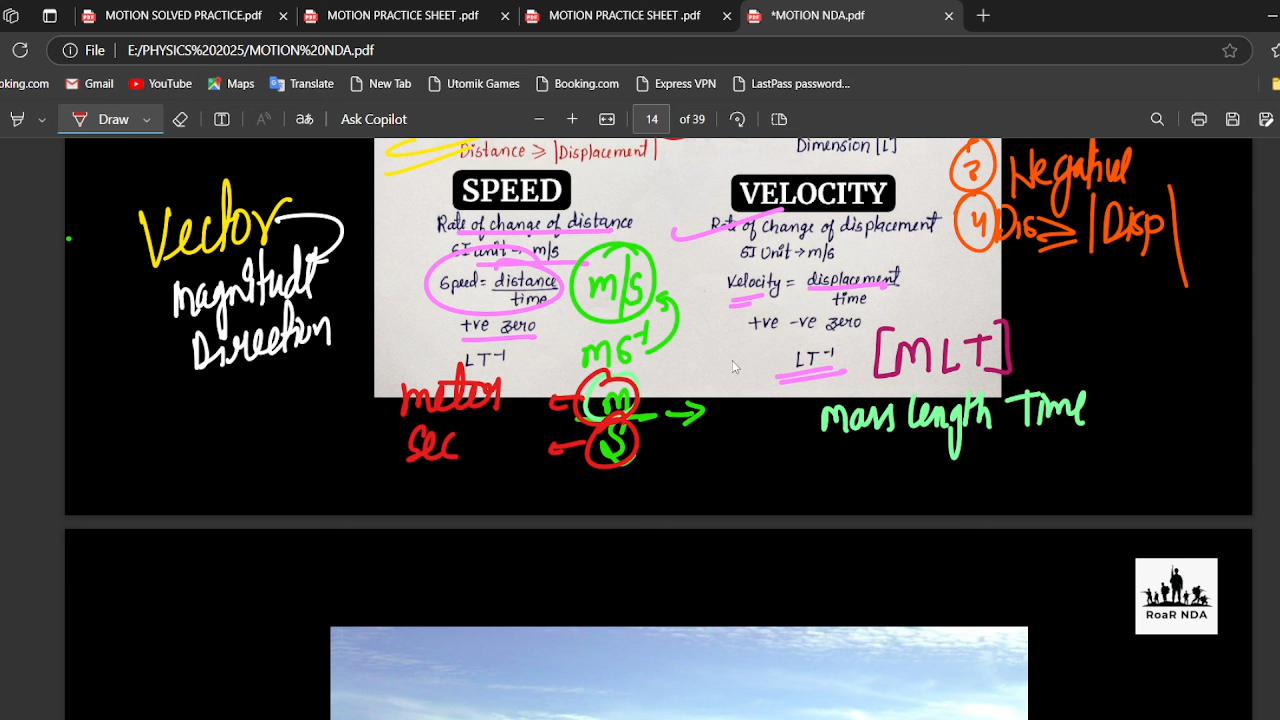 MOTION SOLVED PRACTICE.pdf
MOTION PRACTICE SHEET .pdf
MOTION PRACTICE SHEET .pdf
*MOTION NDA.pdf
File | E:/PHYSICS%202025/MOTION%20NDA.pdf
oking.com
Gmail
YouTube
Maps
Translate
New Tab
Utomik Games
Booking.com
Express VPN
LastPass password...
Draw
Ask Copilot
14 of 39
Distance ⩾ |Displacement|
Dimension [L]
SPEED
Rate of change of distance
SI unit → m/s
Speed = distance
time
+ve zero
LT⁻¹
m/s
ms⁻¹
m
S
meter
sec
VELOCITY
Rate of change of displacement
SI Unit → m/s
Velocity = displacement
time
+ve -ve zero
LT⁻¹
[MLT]
mass length Time
Vector
magnitude
Direction
3 Negative
4 Dis ≥ |Disp|
RoaR NDA